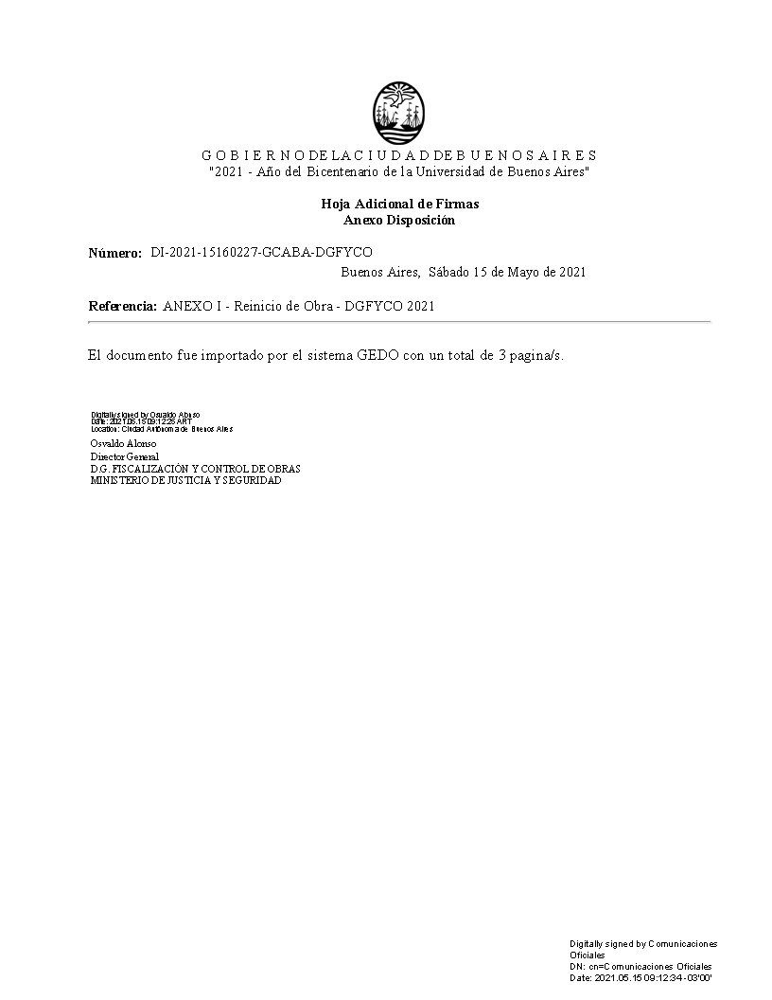 G O B I E R N O DE LA C I U D A D DE B U E N O S A I R E S
"2021 - Año del Bicentenario de la Universidad de Buenos Aires"
Hoja Adicional de Firmas
Anexo Disposición
Número: DI-2021-15160227-GCABA-DGFYCO
Buenos Aires, Sábado 15 de Mayo de 2021
Referencia: ANEXO I - Reinicio de Obra - DGFYCO 2021
El documento fue importado por el sistema GEDO con un total de 3 pagina/s.
Digitally signed by Osvaldo Alonso
Date: 2021.05.15 09:12:25 ART
Location: Ciudad Autónoma de Buenos Aires
Osvaldo Alonso
Director General
D.G. FISCALIZACIÓN Y CONTROL DE OBRAS
MINISTERIO DE JUSTICIA Y SEGURIDAD
Digitally signed by Comunicaciones
Oficiales
DN: cn=Comunicaciones Oficiales
Date: 2021.05.15 09:12:34 -03'00'